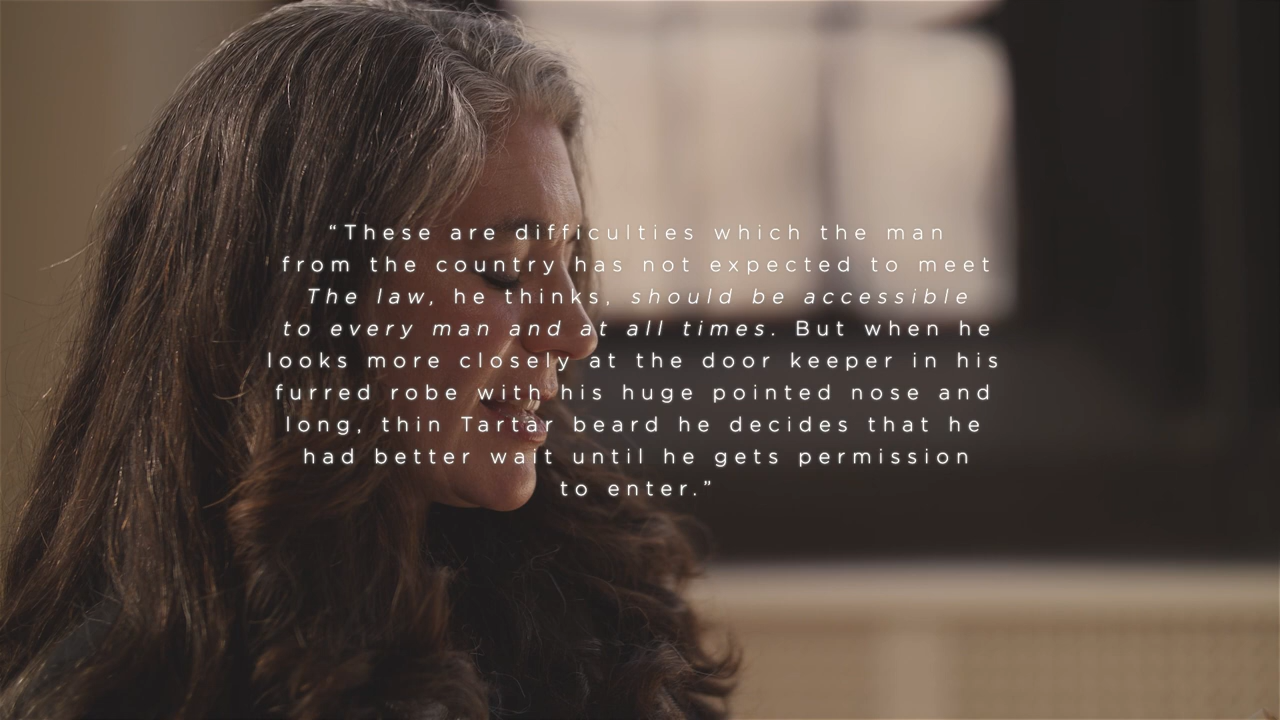 “These are difficulties which the man
from the country has not expected to meet
The law, he thinks, should be accessible
to every man and at all times. But when he
looks more closely at the door keeper in his
furred robe with his huge pointed nose and
long, thin Tartar beard he decides that he
had better wait until he gets permission
to enter.”